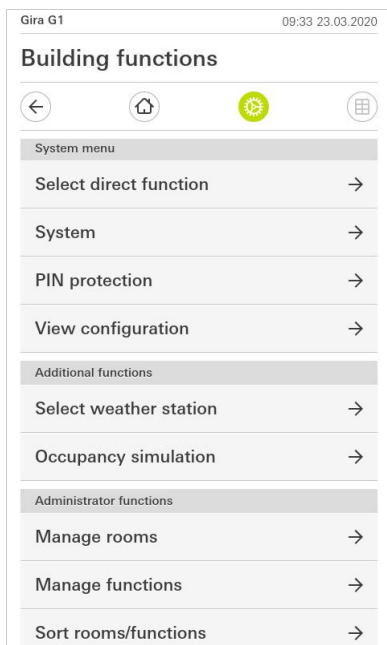 Gira G1 09:33 23.03.2020
Building functions
System menu
Select direct function
System
PIN protection
View configuration
Additional functions
Select weather station
Occupancy simulation
Administrator functions
Manage rooms
Manage functions
Sort rooms/functions